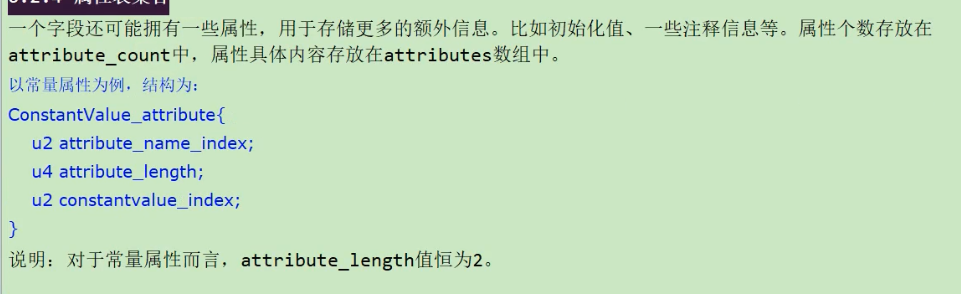 一个字段还可能拥有一些属性，用于存储更多的额外信息。比如初始化值、一些注释信息等。属性个数存放在
attribute_count中，属性具体内容存放在attributes数组中。
以常量属性为例，结构为：
ConstantValue_attribute{
u2 attribute_name_index;
u4 attribute_length;
u2 constantvalue_index;
}
说明：对于常量属性而言，attribute_length值恒为2。